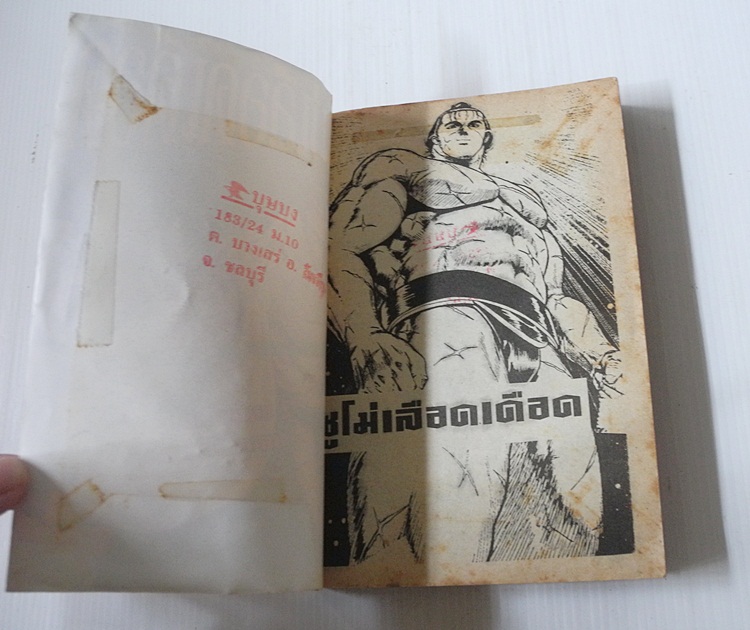 บุษบง
183/24 ม.10
ต. บางเสร่ อ.
จ. ชลบุรี
ซูโม่เลือดเดือด